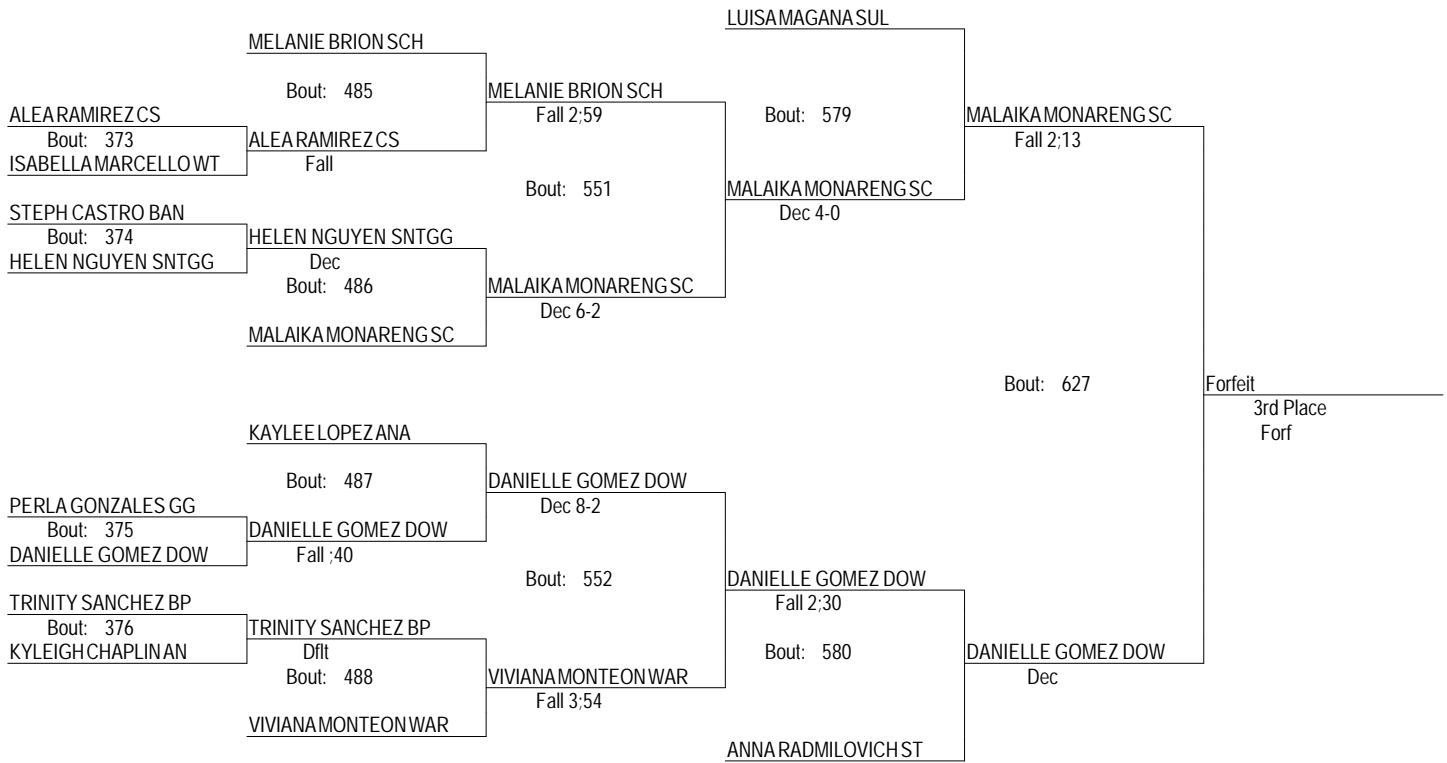 LUISA MAGANA SUL
MELANIE BRION SCH
Bout: 485
MELANIE BRION SCH
Fall 2;59
ALEA RAMIREZ CS
Bout: 373
ISABELLA MARCELLO WT
ALEA RAMIREZ CS
Fall
Bout: 579
MALAIKA MONARENG SC
Fall 2;13
Bout: 551
MALAIKA MONARENG SC
Dec 4-0
STEPH CASTRO BAN
Bout: 374
HELEN NGUYEN SNTGG
HELEN NGUYEN SNTGG
Dec
Bout: 486
MALAIKA MONARENG SC
Dec 6-2
MALAIKA MONARENG SC
Bout: 627
Forfeit
3rd Place
Forf
KAYLEE LOPEZ ANA
Bout: 487
DANIELLE GOMEZ DOW
Dec 8-2
PERLA GONZALES GG
Bout: 375
DANIELLE GOMEZ DOW
DANIELLE GOMEZ DOW
Fall ;40
Bout: 552
DANIELLE GOMEZ DOW
Fall 2;30
TRINITY SANCHEZ BP
Bout: 376
KYLEIGH CHAPLIN AN
TRINITY SANCHEZ BP
Dflt
Bout: 488
VIVIANA MONTEON WAR
Fall 3;54
Bout: 580
DANIELLE GOMEZ DOW
Dec
VIVIANA MONTEON WAR
ANNA RADMILOVICH ST